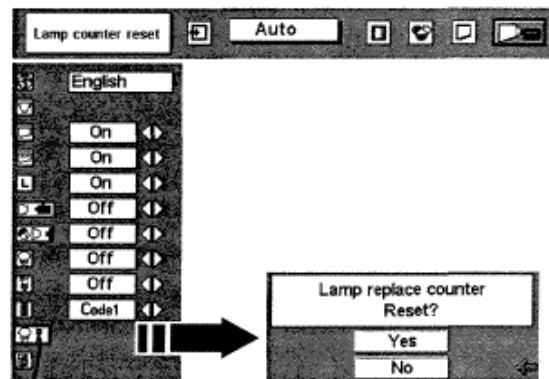 Lamp counter reset
Auto
English
On
On
L
On
Off
Off
Off
Off
Code1
Lamp replace counter
Reset?
Yes
No